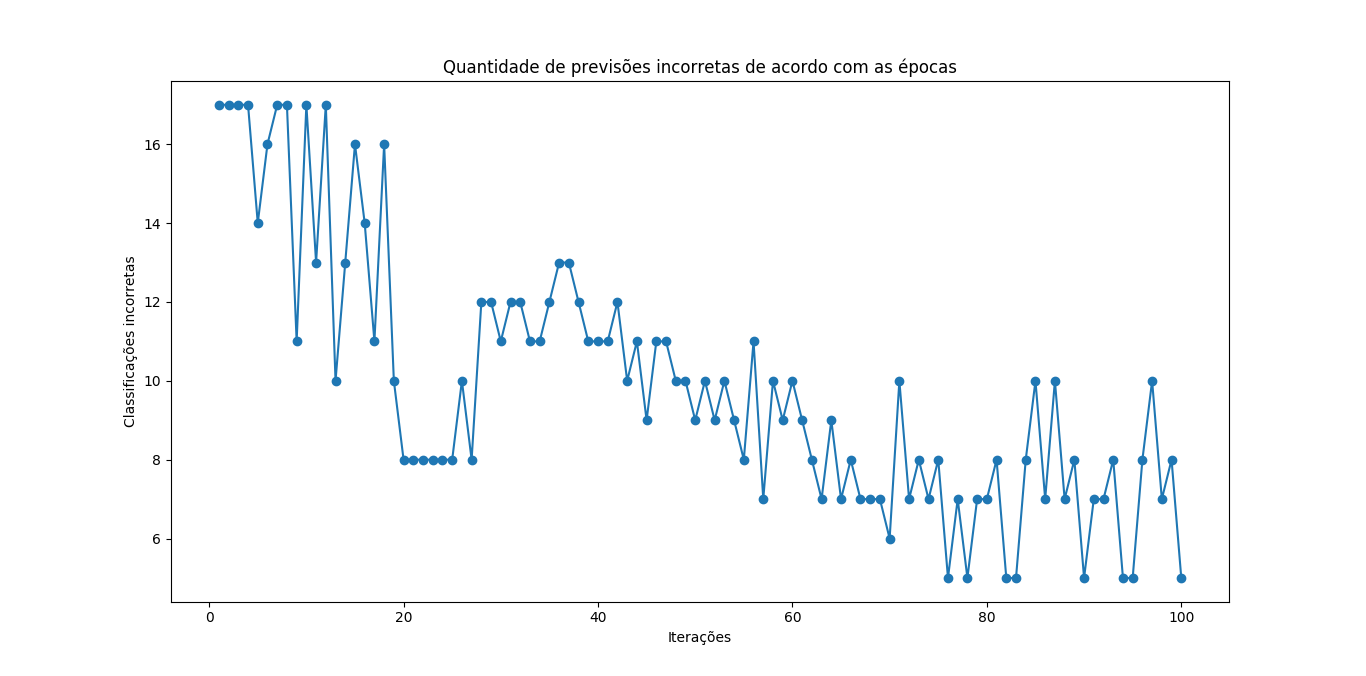 Quantidade de previsões incorretas de acordo com as épocas
Classificações incorretas
16
14
12
10
8
6
0 20 40 60 80 100
Iterações